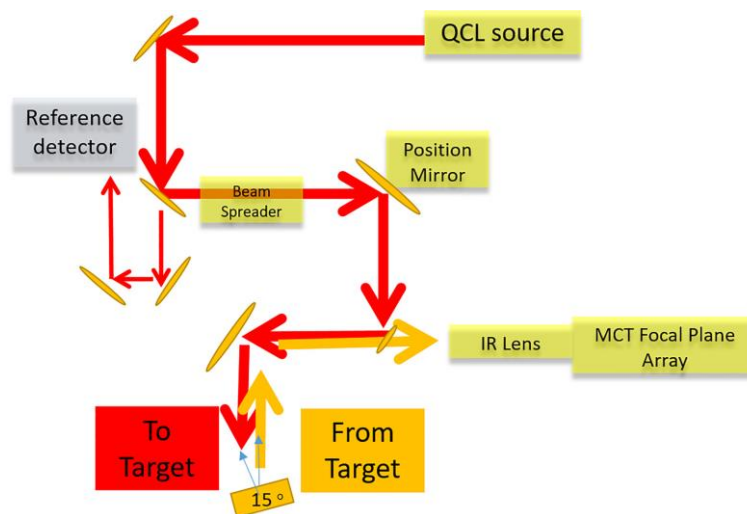 QCL source
Reference
detector
Position
Mirror
Beam
Spreader
IR Lens
MCT Focal Plane
Array
To
Target
From
Target
15 °